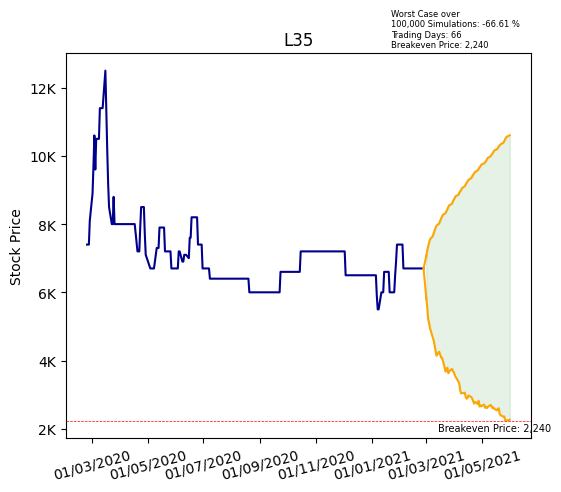 Worst Case over
100,000 Simulations: -66.61 %
Trading Days: 66
Breakeven Price: 2,240
L35
Stock Price
12K
10K
8K
6K
4K
2K
Breakeven Price: 2,240
01/03/2020
01/05/2020
01/07/2020
01/09/2020
01/11/2020
01/01/2021
01/03/2021
01/05/2021